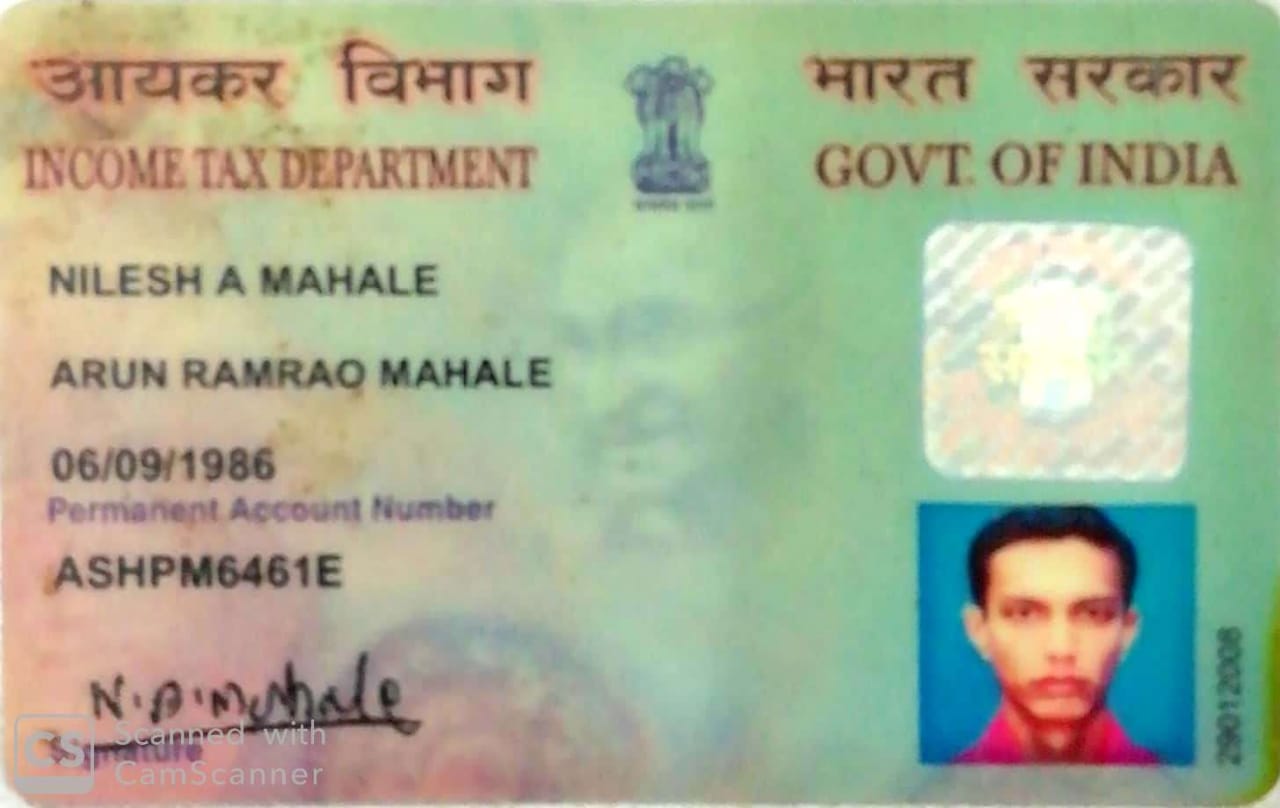 आयकर विभाग
INCOME TAX DEPARTMENT
भारत सरकार
GOVT. OF INDIA
NILESH A MAHALE
ARUN RAMRAO MAHALE
06/09/1986
Permanent Account Number
ASHPM6461E
N.A.Mahale
Signature
29012008
CS Scanned with
CamScanner